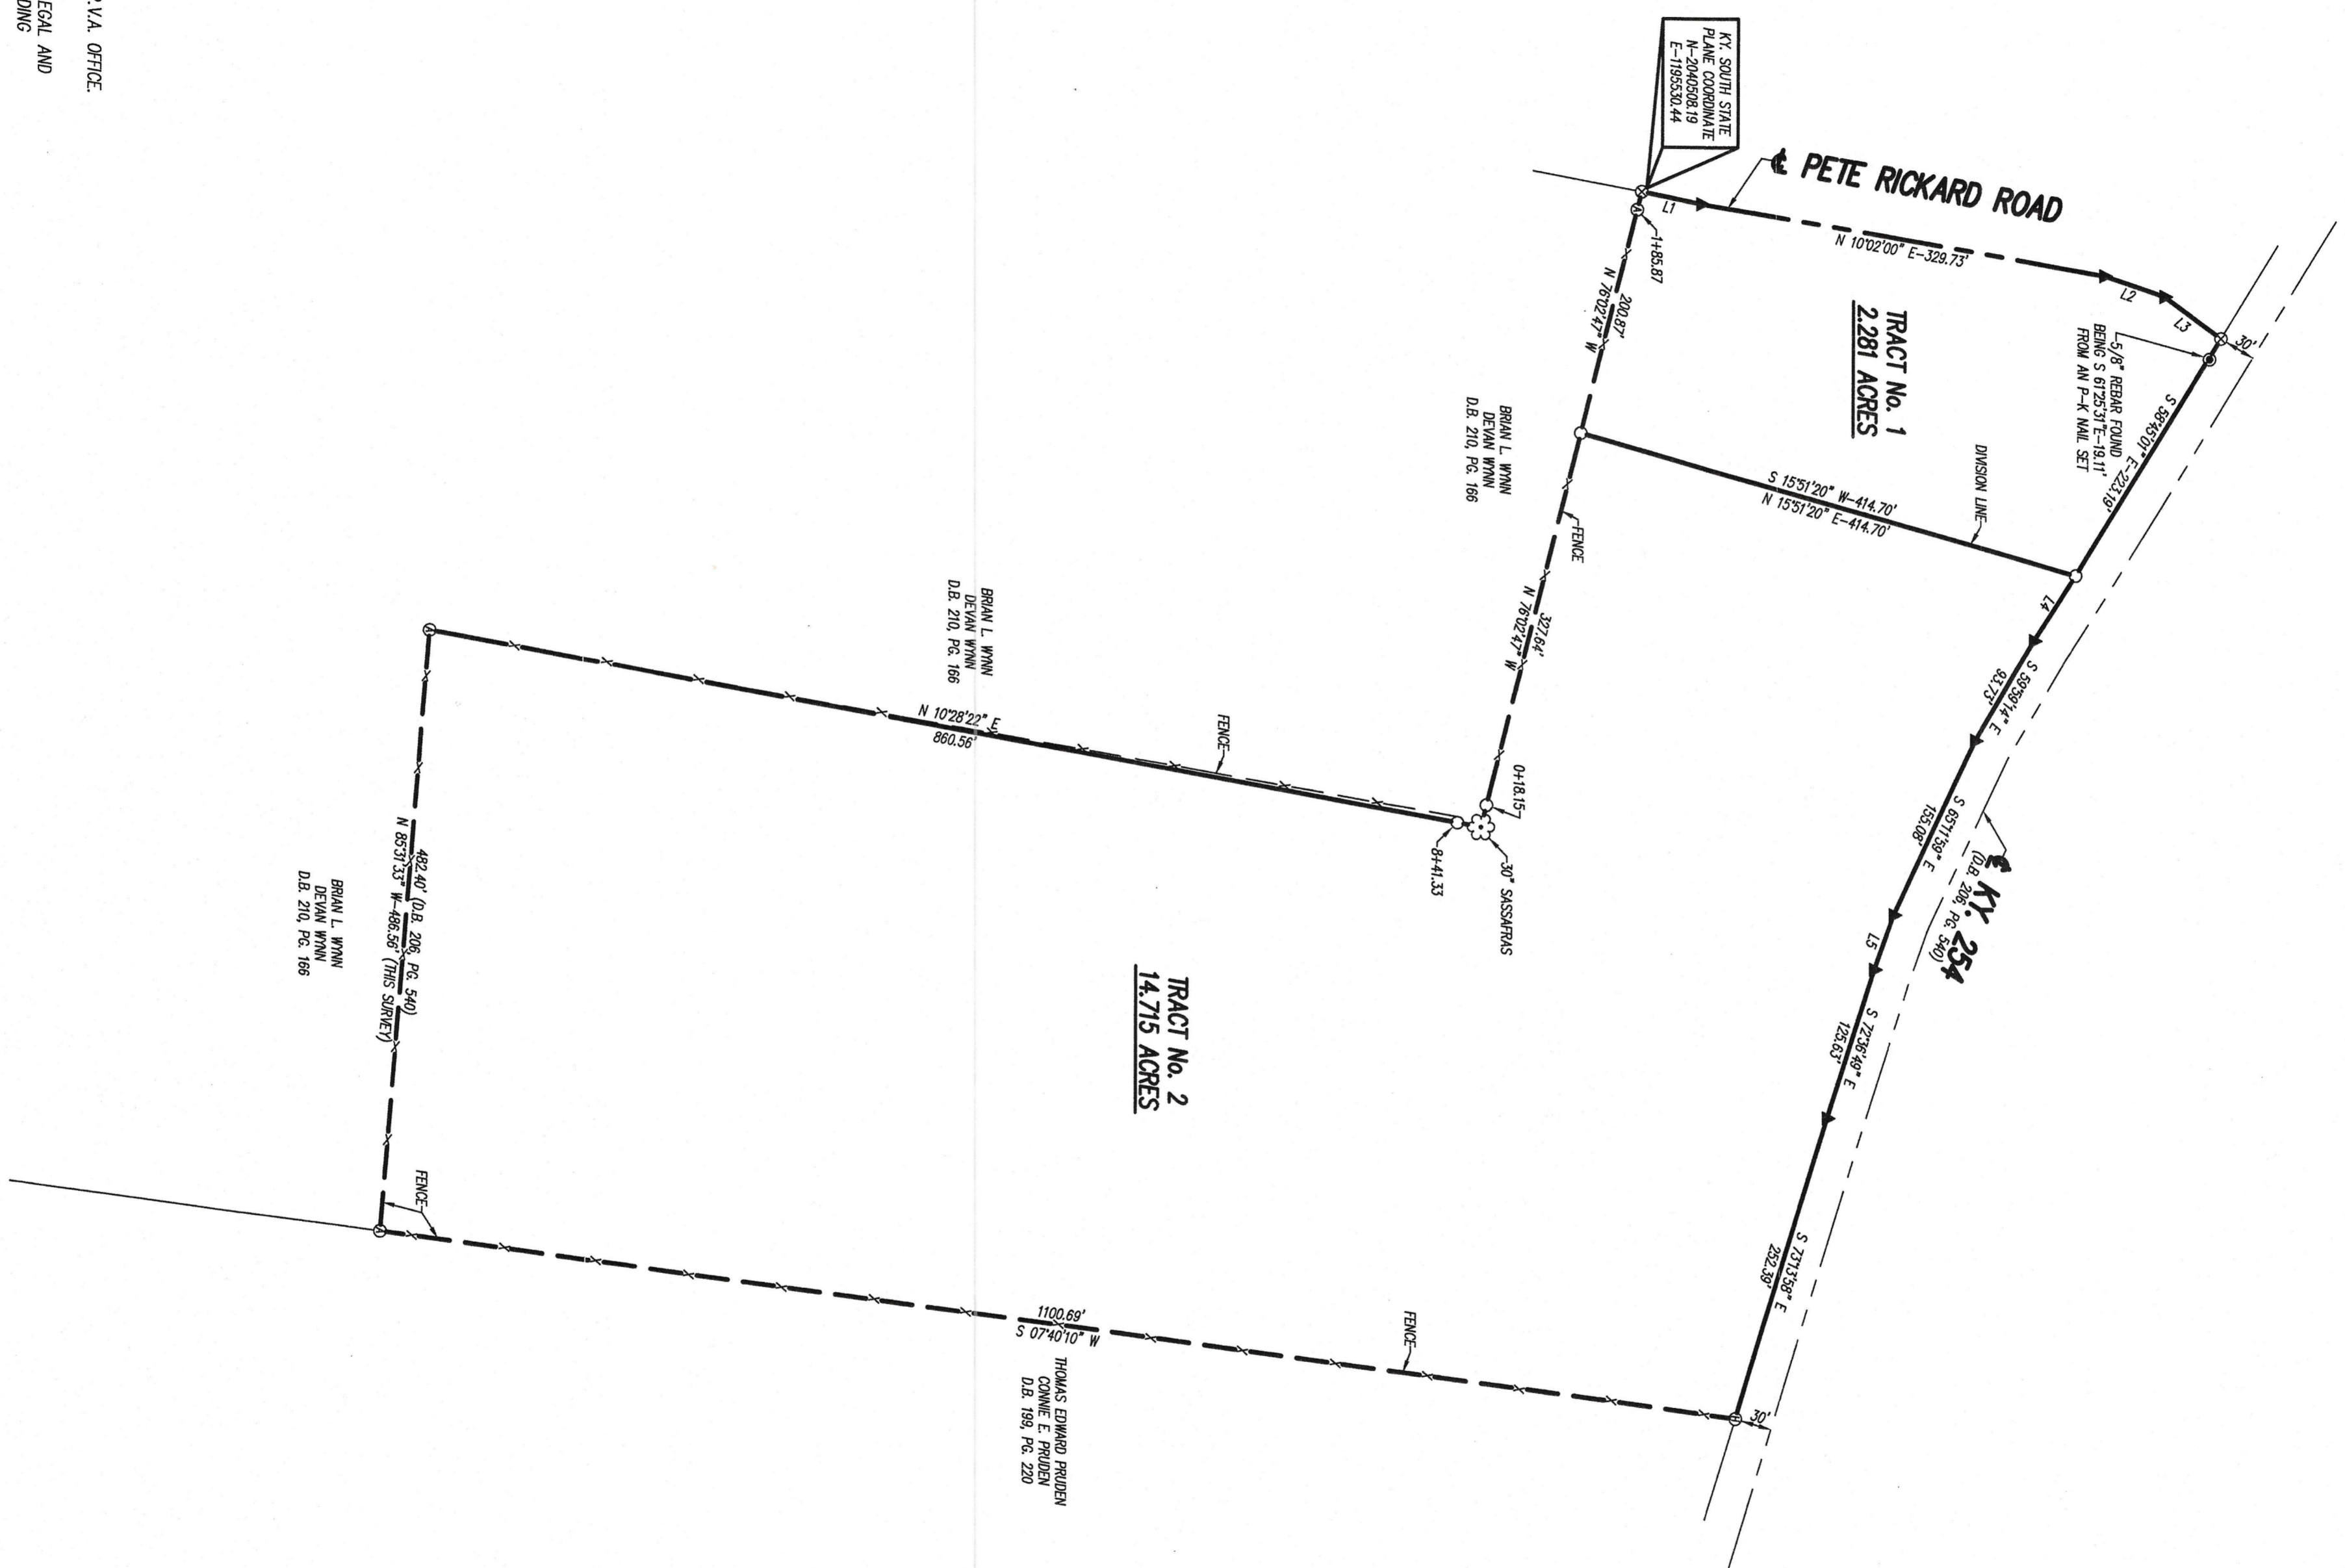 KY. SOUTH STATE
PLANE COORDINATE
N-2040508.19
E-1195530.44
℄ PETE RICKARD ROAD
L1
N 10°02'00" E-329.73'
L2
L3
30'
1+85.87
200.87'
N 76°02'47" W
TRACT No. 1
2.281 ACRES
5/8" REBAR FOUND
BEING S 61°25'31"E-19.11'
FROM AN P-K NAIL SET
S 58°45'01" E-223.19'
DIVISION LINE
S 15°51'20" W-414.70'
N 15°51'20" E-414.70'
BRIAN L. WYNN
DEVAN WYNN
D.B. 210, PG. 166
FENCE
L4
S 59°59'14" E
93.73'
327.64'
N 76°02'47" W
S 65°11'59" E
155.08'
℄ KY. 254
(D.B. 206, PG. 540)
L5
0+18.15
30" SASSAFRAS
8+41.33
FENCE
BRIAN L. WYNN
DEVAN WYNN
D.B. 210, PG. 166
N 10°28'22" E
860.56'
S 72°36'49" E
125.63'
TRACT No. 2
14.715 ACRES
482.40' (D.B. 206, PG. 540)
N 85°31'33" W-486.56' (THIS SURVEY)
BRIAN L. WYNN
DEVAN WYNN
D.B. 210, PG. 166
FENCE
S 73°13'58" E
252.39'
30'
FENCE
1100.69'
S 07°40'10" W
THOMAS EDWARD PRUDEN
CONNIE E. PRUDEN
D.B. 199, PG. 220
P.V.A. OFFICE.
EGAL AND
DING